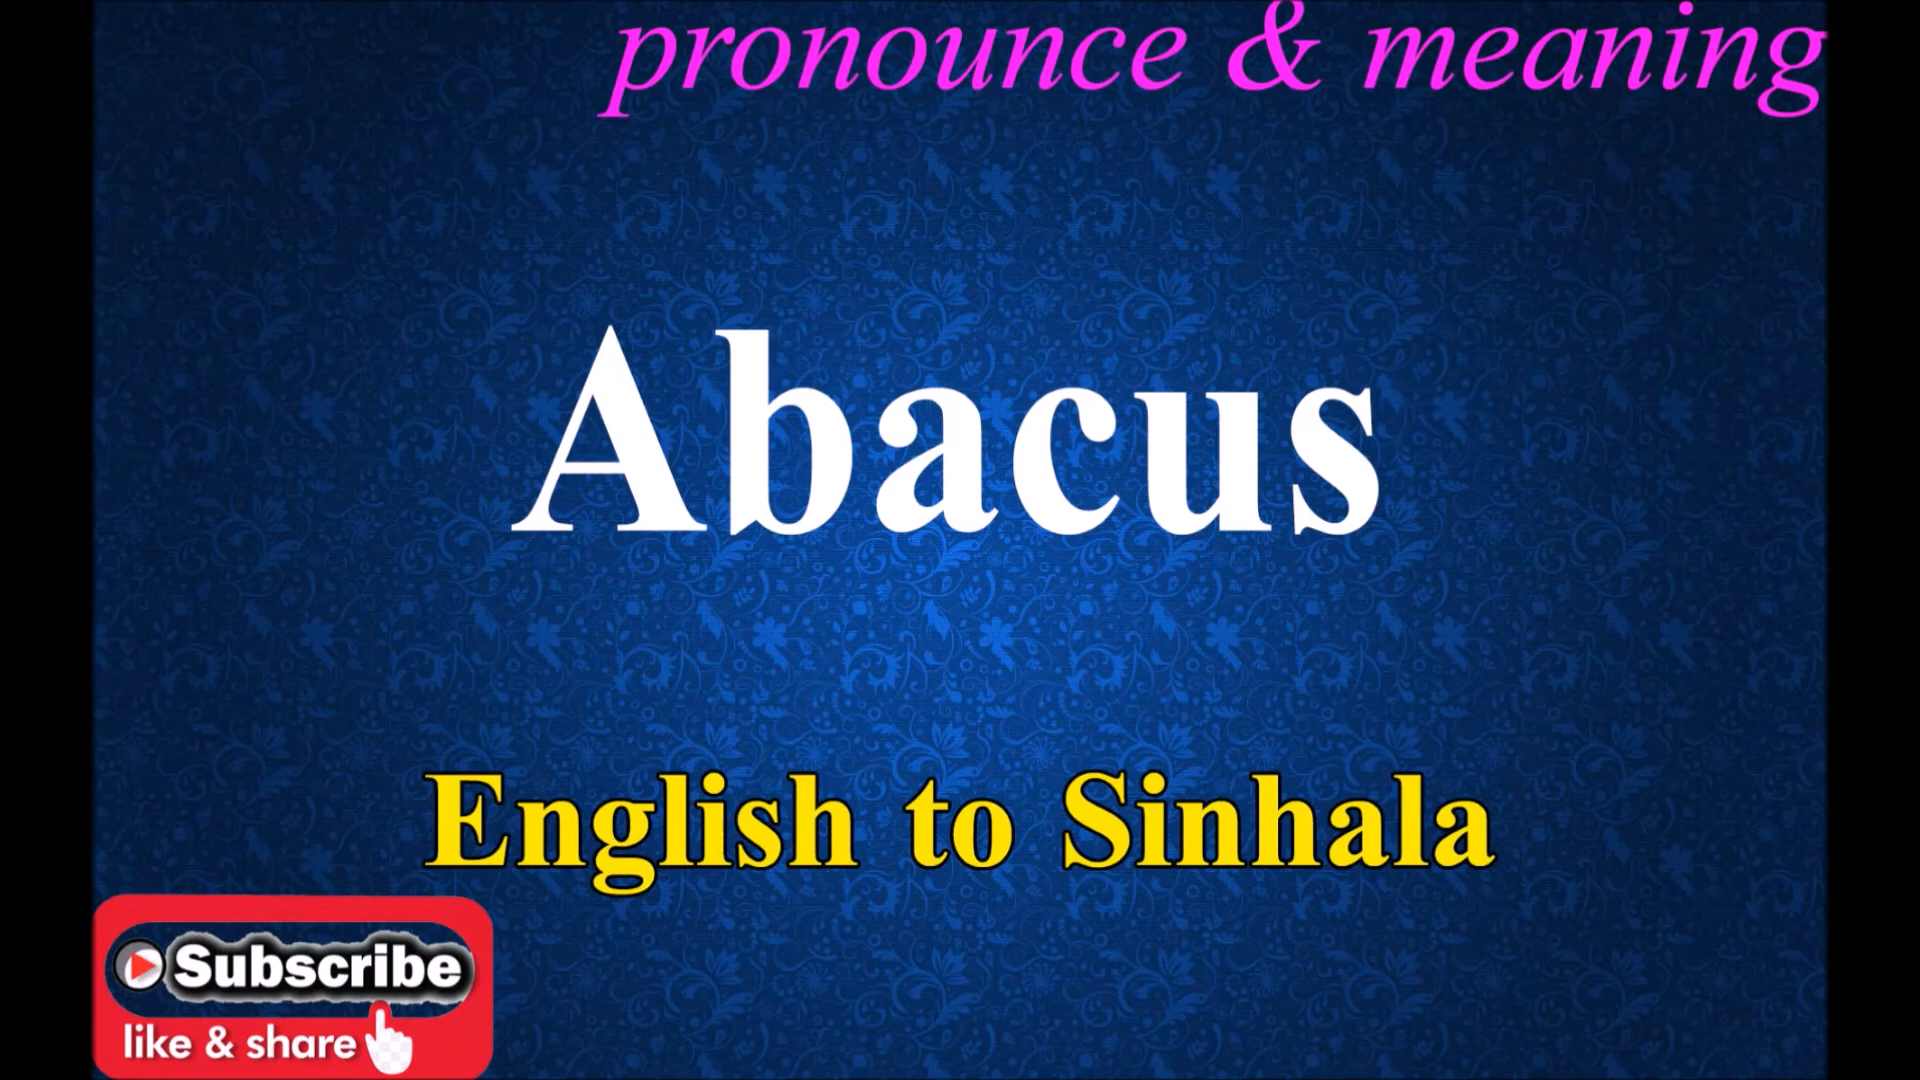 pronounce & meaning
Abacus
English to Sinhala
Subscribe
like & share